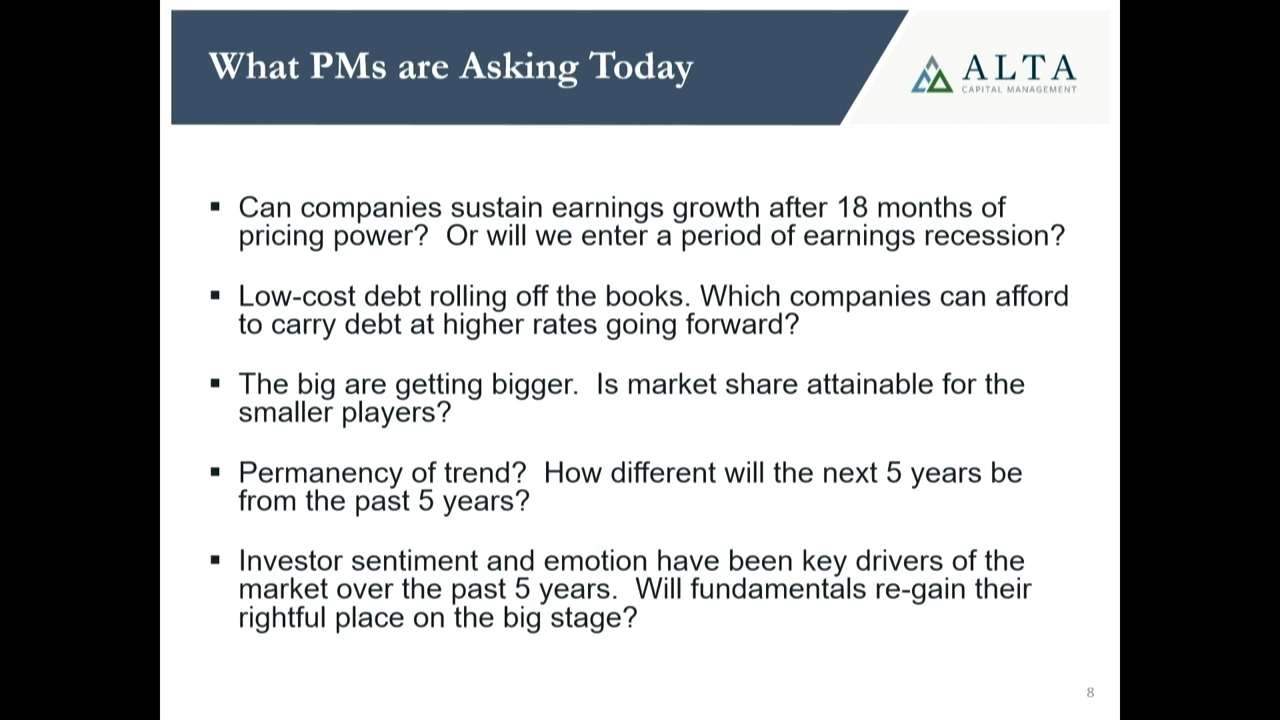 What PMs are Asking Today
ALTA
CAPITAL MANAGEMENT
▪ Can companies sustain earnings growth after 18 months of
pricing power?  Or will we enter a period of earnings recession?
▪ Low-cost debt rolling off the books. Which companies can afford
to carry debt at higher rates going forward?
▪ The big are getting bigger.  Is market share attainable for the
smaller players?
▪ Permanency of trend?  How different will the next 5 years be
from the past 5 years?
▪ Investor sentiment and emotion have been key drivers of the
market over the past 5 years.  Will fundamentals re-gain their
rightful place on the big stage?
8